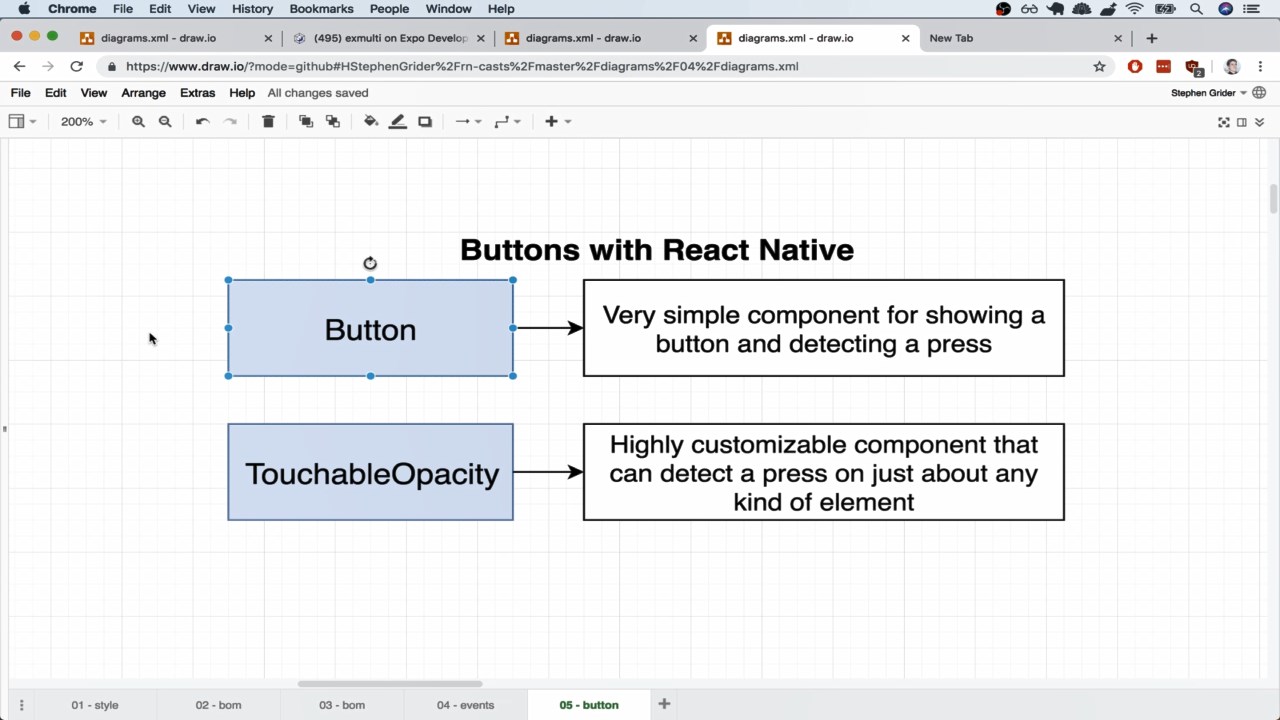 Chrome File Edit View History Bookmarks People Window Help
diagrams.xml - draw.io
(495) exmulti on Expo Develop
diagrams.xml - draw.io
diagrams.xml - draw.io
New Tab
https://www.draw.io/?mode=github#HStephenGrider%2Frn-casts%2Fmaster%2Fdiagrams%2F04%2Fdiagrams.xml
2
File Edit View Arrange Extras Help All changes saved
Stephen Grider
200%
Buttons with React Native
Button
Very simple component for showing a
button and detecting a press
TouchableOpacity
Highly customizable component that
can detect a press on just about any
kind of element
01 - style
02 - bom
03 - bom
04 - events
05 - button